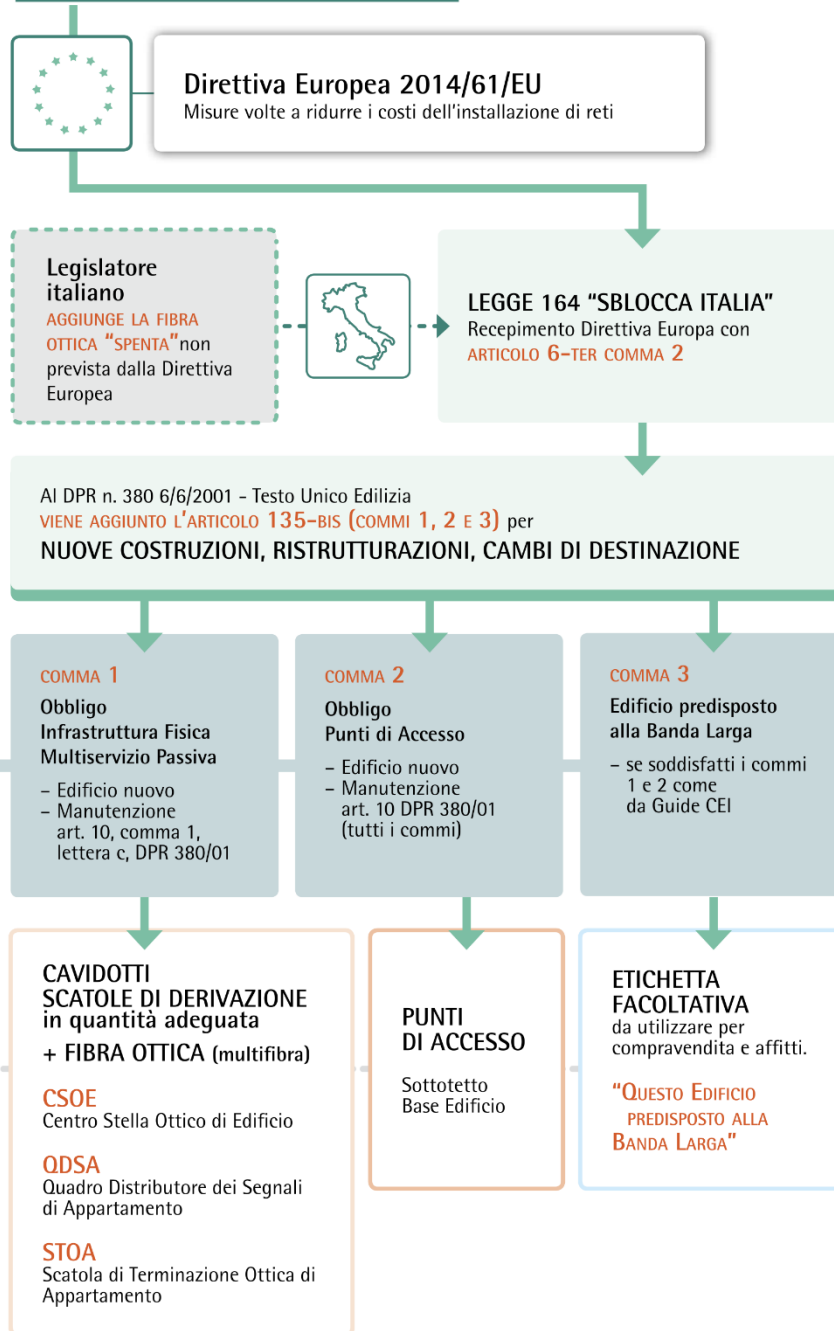 Direttiva Europea 2014/61/EU
Misure volte a ridurre i costi dell'installazione di reti
Legislatore
italiano
AGGIUNGE LA FIBRA
OTTICA "SPENTA"non
prevista dalla Direttiva
Europea
LEGGE 164 "SBLOCCA ITALIA"
Recepimento Direttiva Europa con
ARTICOLO 6-TER COMMA 2
Al DPR n. 380 6/6/2001 - Testo Unico Edilizia
VIENE AGGIUNTO L'ARTICOLO 135-BIS (COMMI 1, 2 E 3) per
NUOVE COSTRUZIONI, RISTRUTTURAZIONI, CAMBI DI DESTINAZIONE
COMMA 1
Obbligo
Infrastruttura Fisica
Multiservizio Passiva
– Edificio nuovo
– Manutenzione
art. 10, comma 1,
lettera c, DPR 380/01
COMMA 2
Obbligo
Punti di Accesso
– Edificio nuovo
– Manutenzione
art. 10 DPR 380/01
(tutti i commi)
COMMA 3
Edificio predisposto
alla Banda Larga
– se soddisfatti i commi
1 e 2 come
da Guide CEI
CAVIDOTTI
SCATOLE DI DERIVAZIONE
in quantità adeguata
+ FIBRA OTTICA (multifibra)
CSOE
Centro Stella Ottico di Edificio
QDSA
Quadro Distributore dei Segnali
di Appartamento
STOA
Scatola di Terminazione Ottica di
Appartamento
PUNTI
DI ACCESSO
Sottotetto
Base Edificio
ETICHETTA
FACOLTATIVA
da utilizzare per
compravendita e affitti.
"QUESTO EDIFICIO
PREDISPOSTO ALLA
BANDA LARGA"